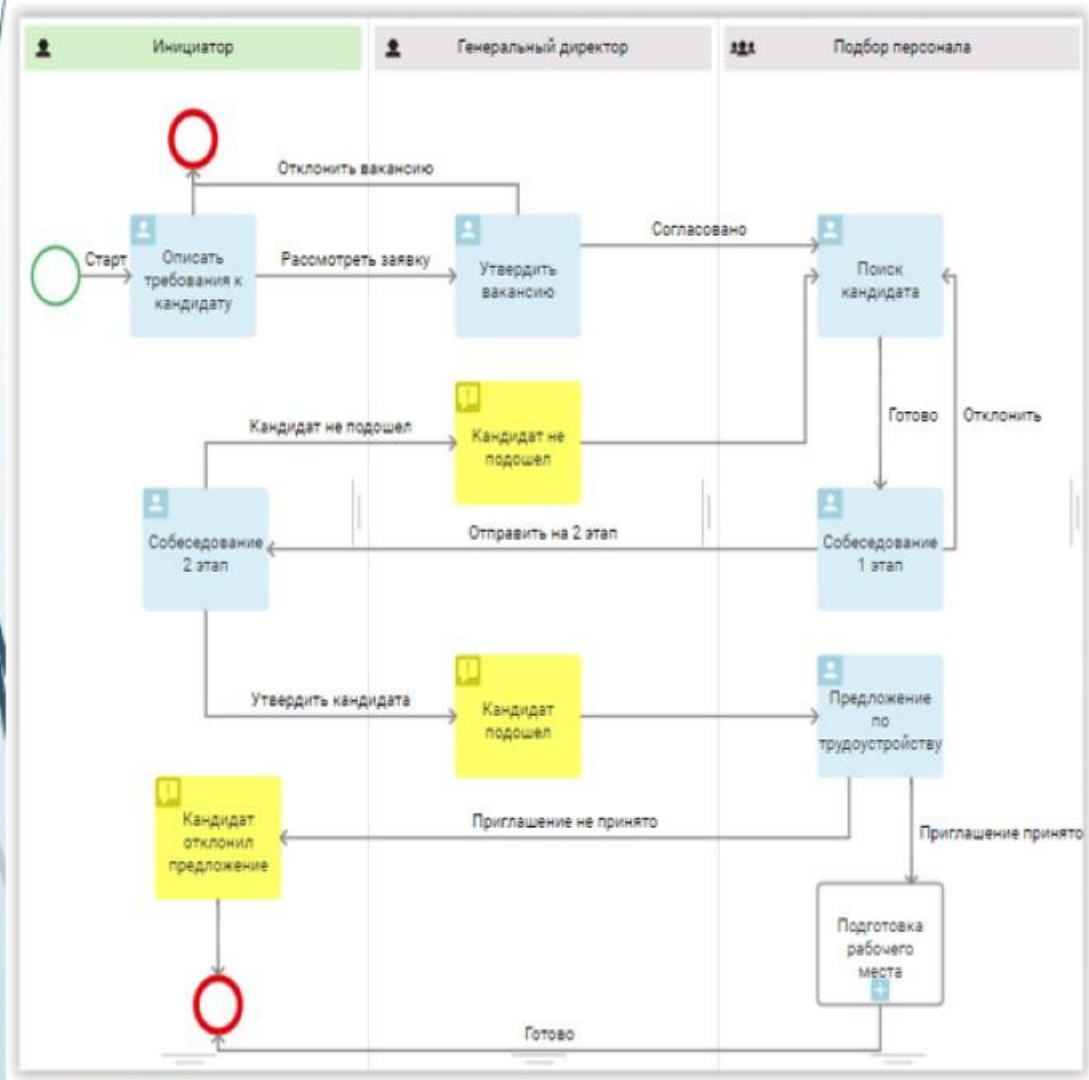 Инициатор
Генеральный директор
Подбор персонала
Отклонить вакансию
Согласовано
Старт
Описать
требования к
кандидату
Рассмотреть заявку
Утвердить
вакансию
Поиск
кандидата
Кандидат не подошел
Кандидат не
подошел
Готово
Отклонить
Собеседование
2 этап
Отправить на 2 этап
Собеседование
1 этап
Утвердить кандидата
Кандидат
подошел
Предложение
по
трудоустройству
Кандидат
отклонил
предложение
Приглашение не принято
Приглашение принято
Подготовка
рабочего
места
Готово